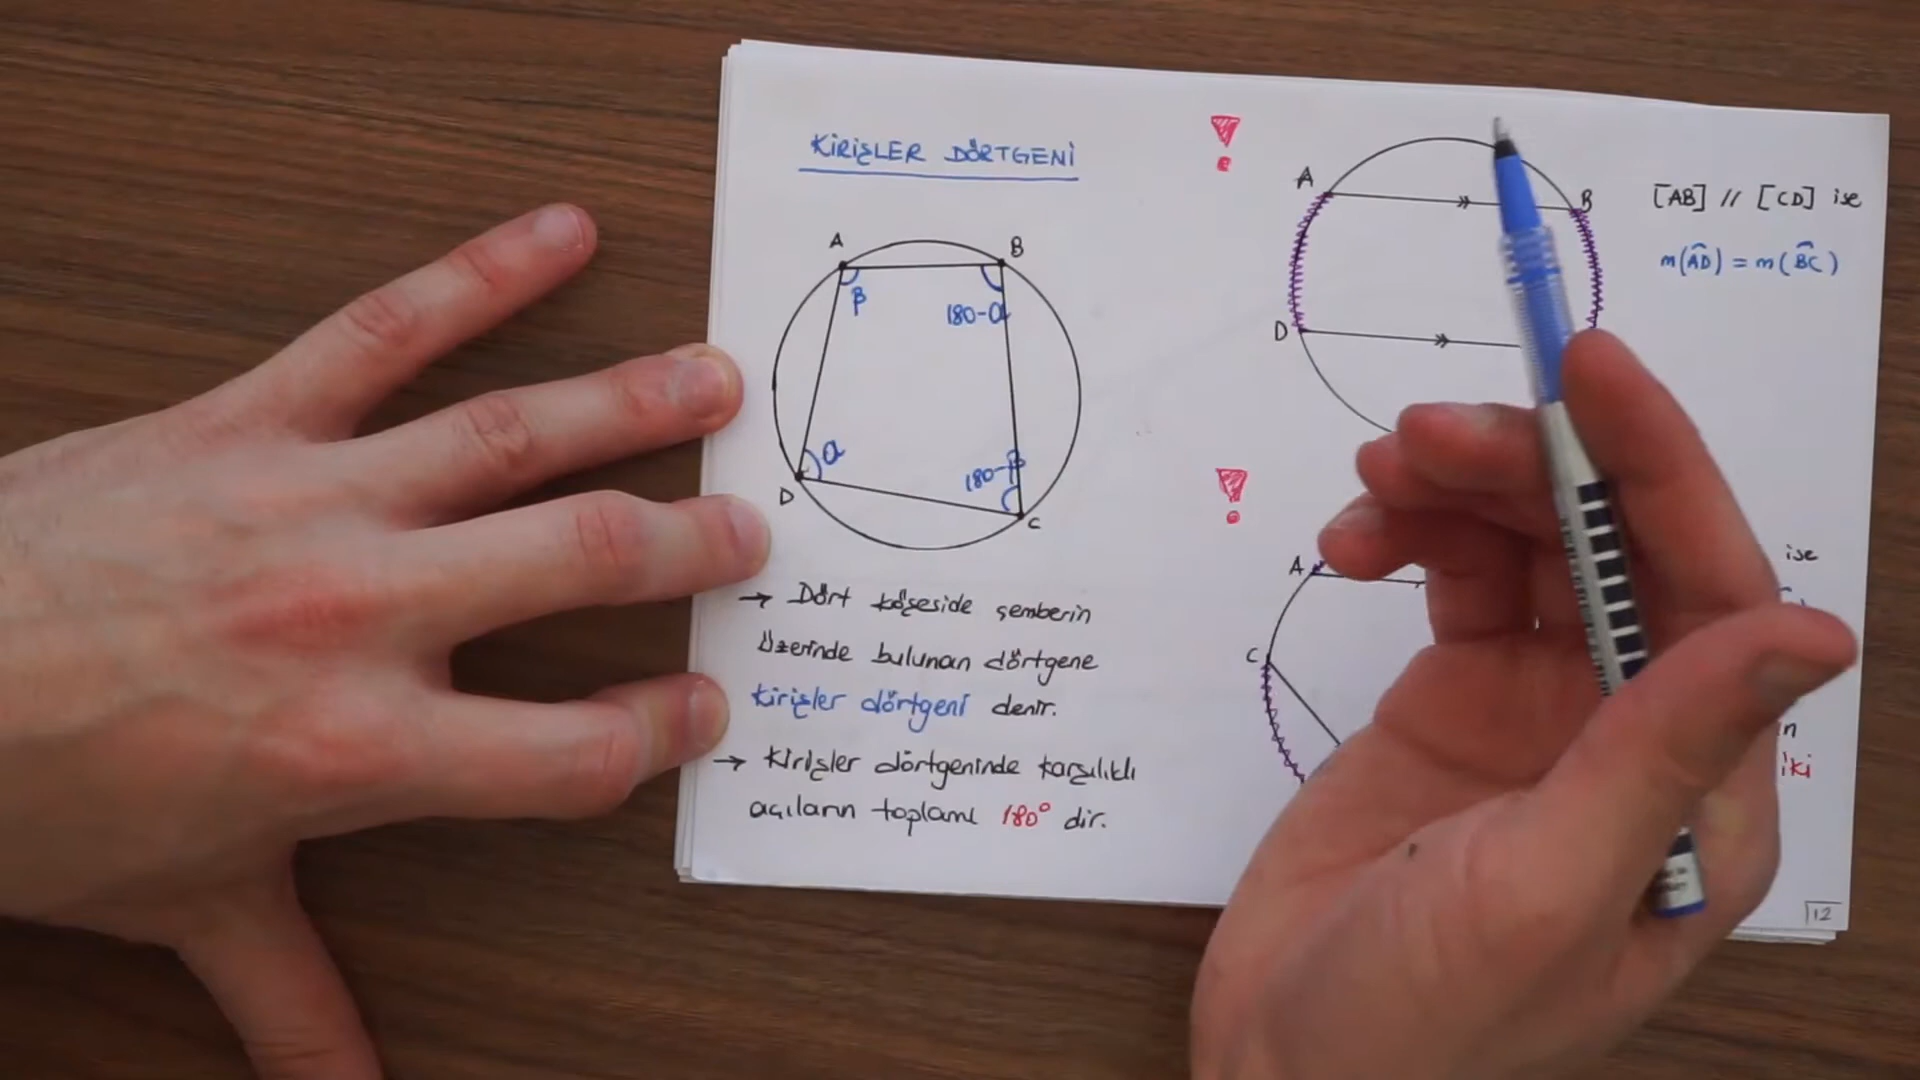 KİRİŞLER DÖRTGENİ
A
B
β
180-α
α
180-β
D
C
→ Dört köşeside çemberin
üzerinde bulunan dörtgene
kirişler dörtgeni denir.
→ Kirişler dörtgeninde karşılıklı
açıların toplamı 180° dir.
!
A
B
[AB] // [CD] ise
m(AD) = m(BC)
D
!
A
ise
C
iki
12